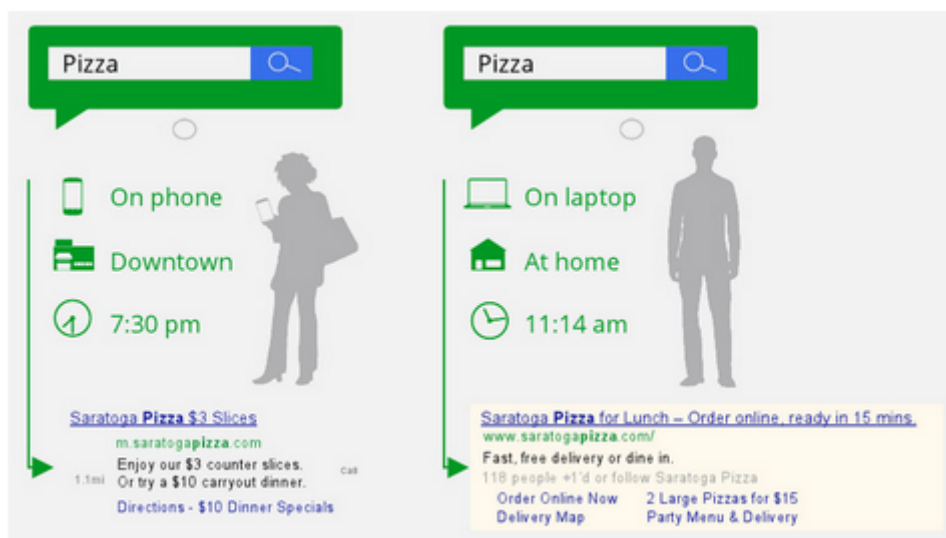 Pizza
On phone
Downtown
7:30 pm
Saratoga Pizza $3 Slices
m.saratogapizza.com
Enjoy our $3 counter slices.
1.1mi Or try a $10 carryout dinner.
Call
Directions - $10 Dinner Specials
Pizza
On laptop
At home
11:14 am
Saratoga Pizza for Lunch – Order online, ready in 15 mins.
www.saratogapizza.com/
Fast, free delivery or dine in.
118 people +1'd or follow Saratoga Pizza
Order Online Now 2 Large Pizzas for $15
Delivery Map Party Menu & Delivery